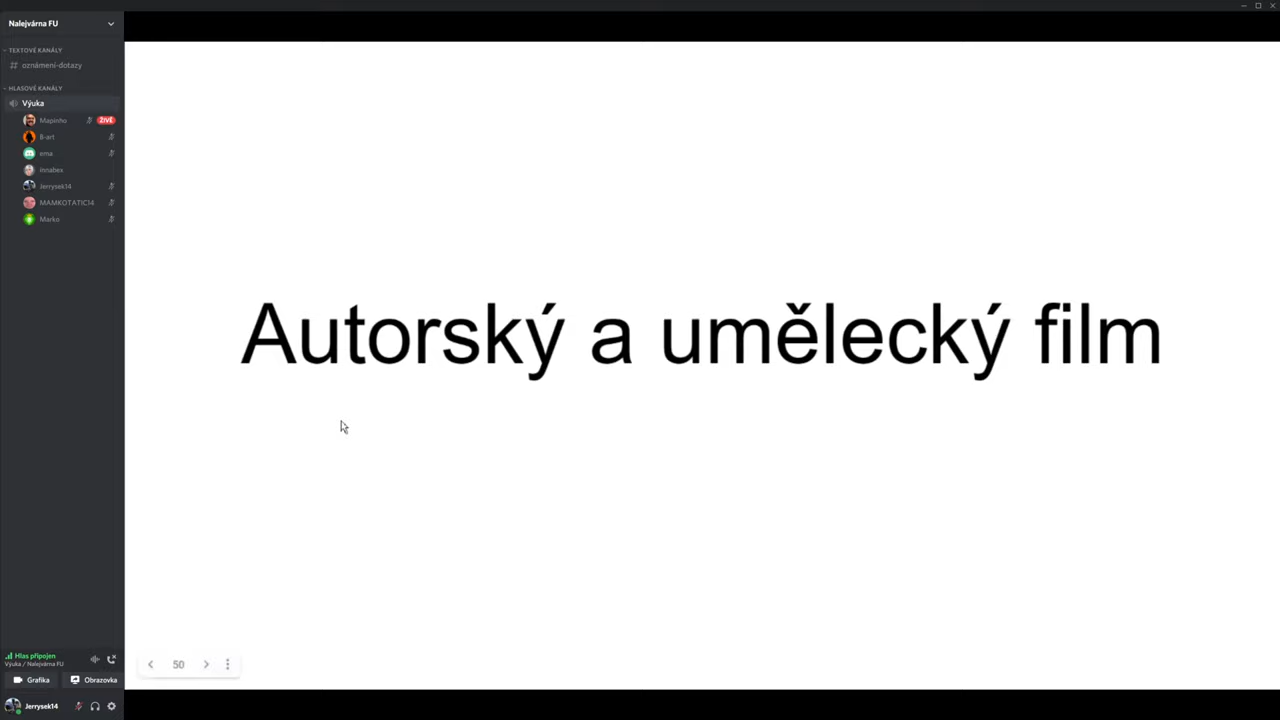 Nalejvárna FU
TEXTOVÉ KANÁLY
oznámení-dotazy
HLASOVÉ KANÁLY
Výuka
Mapinho
ŽIVĚ
B-art
ema
innabex
Jerrysek14
MAMKOTATIC14
Marko
Autorský a umělecký film
50
Hlas připojen
Výuka / Nalejvárna FU
Grafika
Obrazovka
Jerrysek14